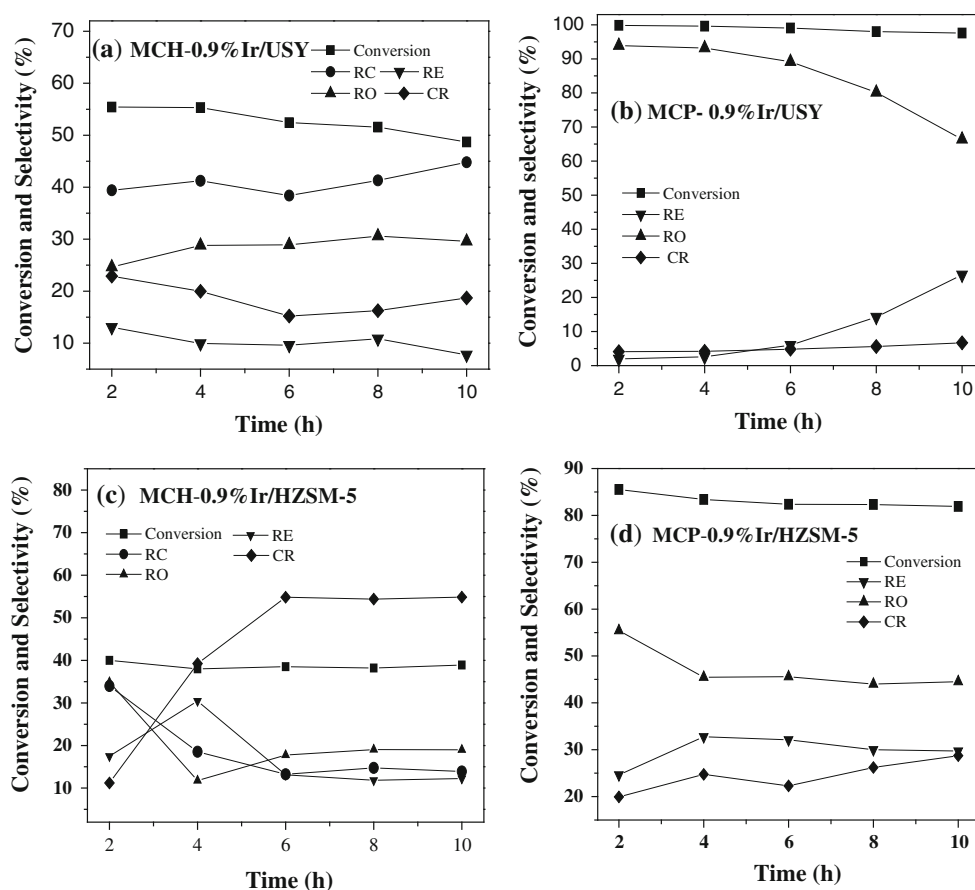 (a) MCH-0.9%Ir/USY
Conversion
RC RE
RO CR
Conversion and Selectivity (%)
70
60
50
40
30
20
10
2 4 6 8 10
Time (h)
(b) MCP- 0.9%Ir/USY
Conversion
RE
RO
CR
Conversion and selectivity (%)
100
90
80
70
60
50
40
30
20
10
0
2 4 6 8 10
Time (h)
(c) MCH-0.9%Ir/HZSM-5
Conversion RE
RC CR
RO
Conversion and Selectivity (%)
80
70
60
50
40
30
20
10
2 4 6 8 10
Time (h)
(d) MCP-0.9%Ir/HZSM-5
Conversion
RE
RO
CR
Conversion and Selectivity (%)
90
80
70
60
50
40
30
20
2 4 6 8 10
Time (h)